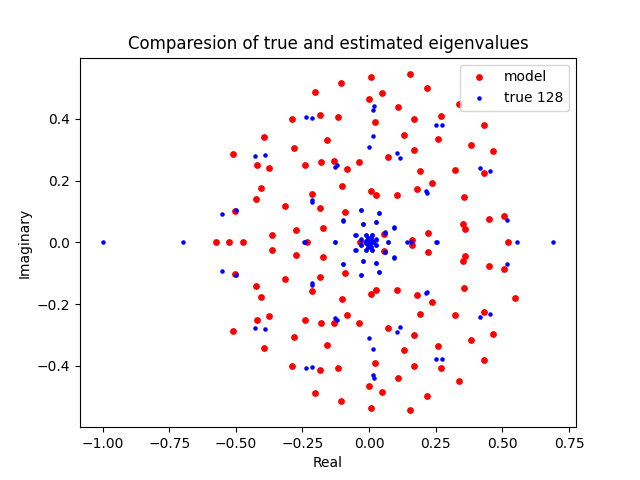 Comparesion of true and estimated eigenvalues
model
true 128
0.4
0.2
0.0
−0.2
−0.4
Imaginary
−1.00 −0.75 −0.50 −0.25 0.00 0.25 0.50 0.75
Real